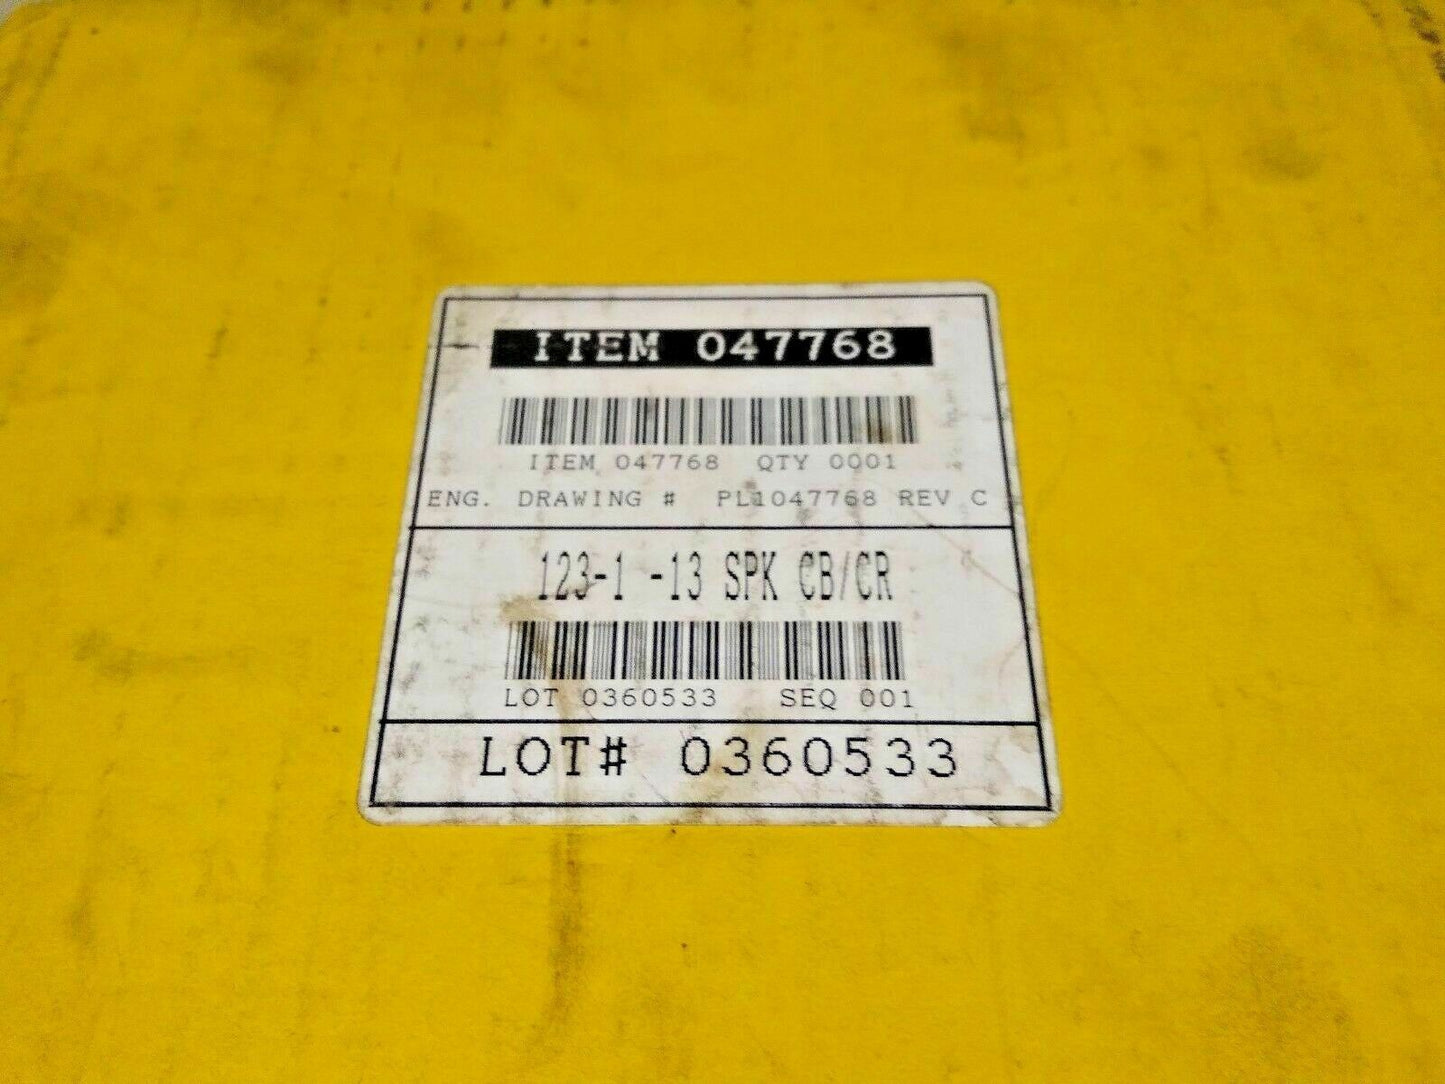 ITEM 047768
ITEM 047768 QTY 0001
ENG. DRAWING # PL1047768 REV C
123-1 -13 SPK CB/CR
LOT 0360533 SEQ 001
LOT# 0360533